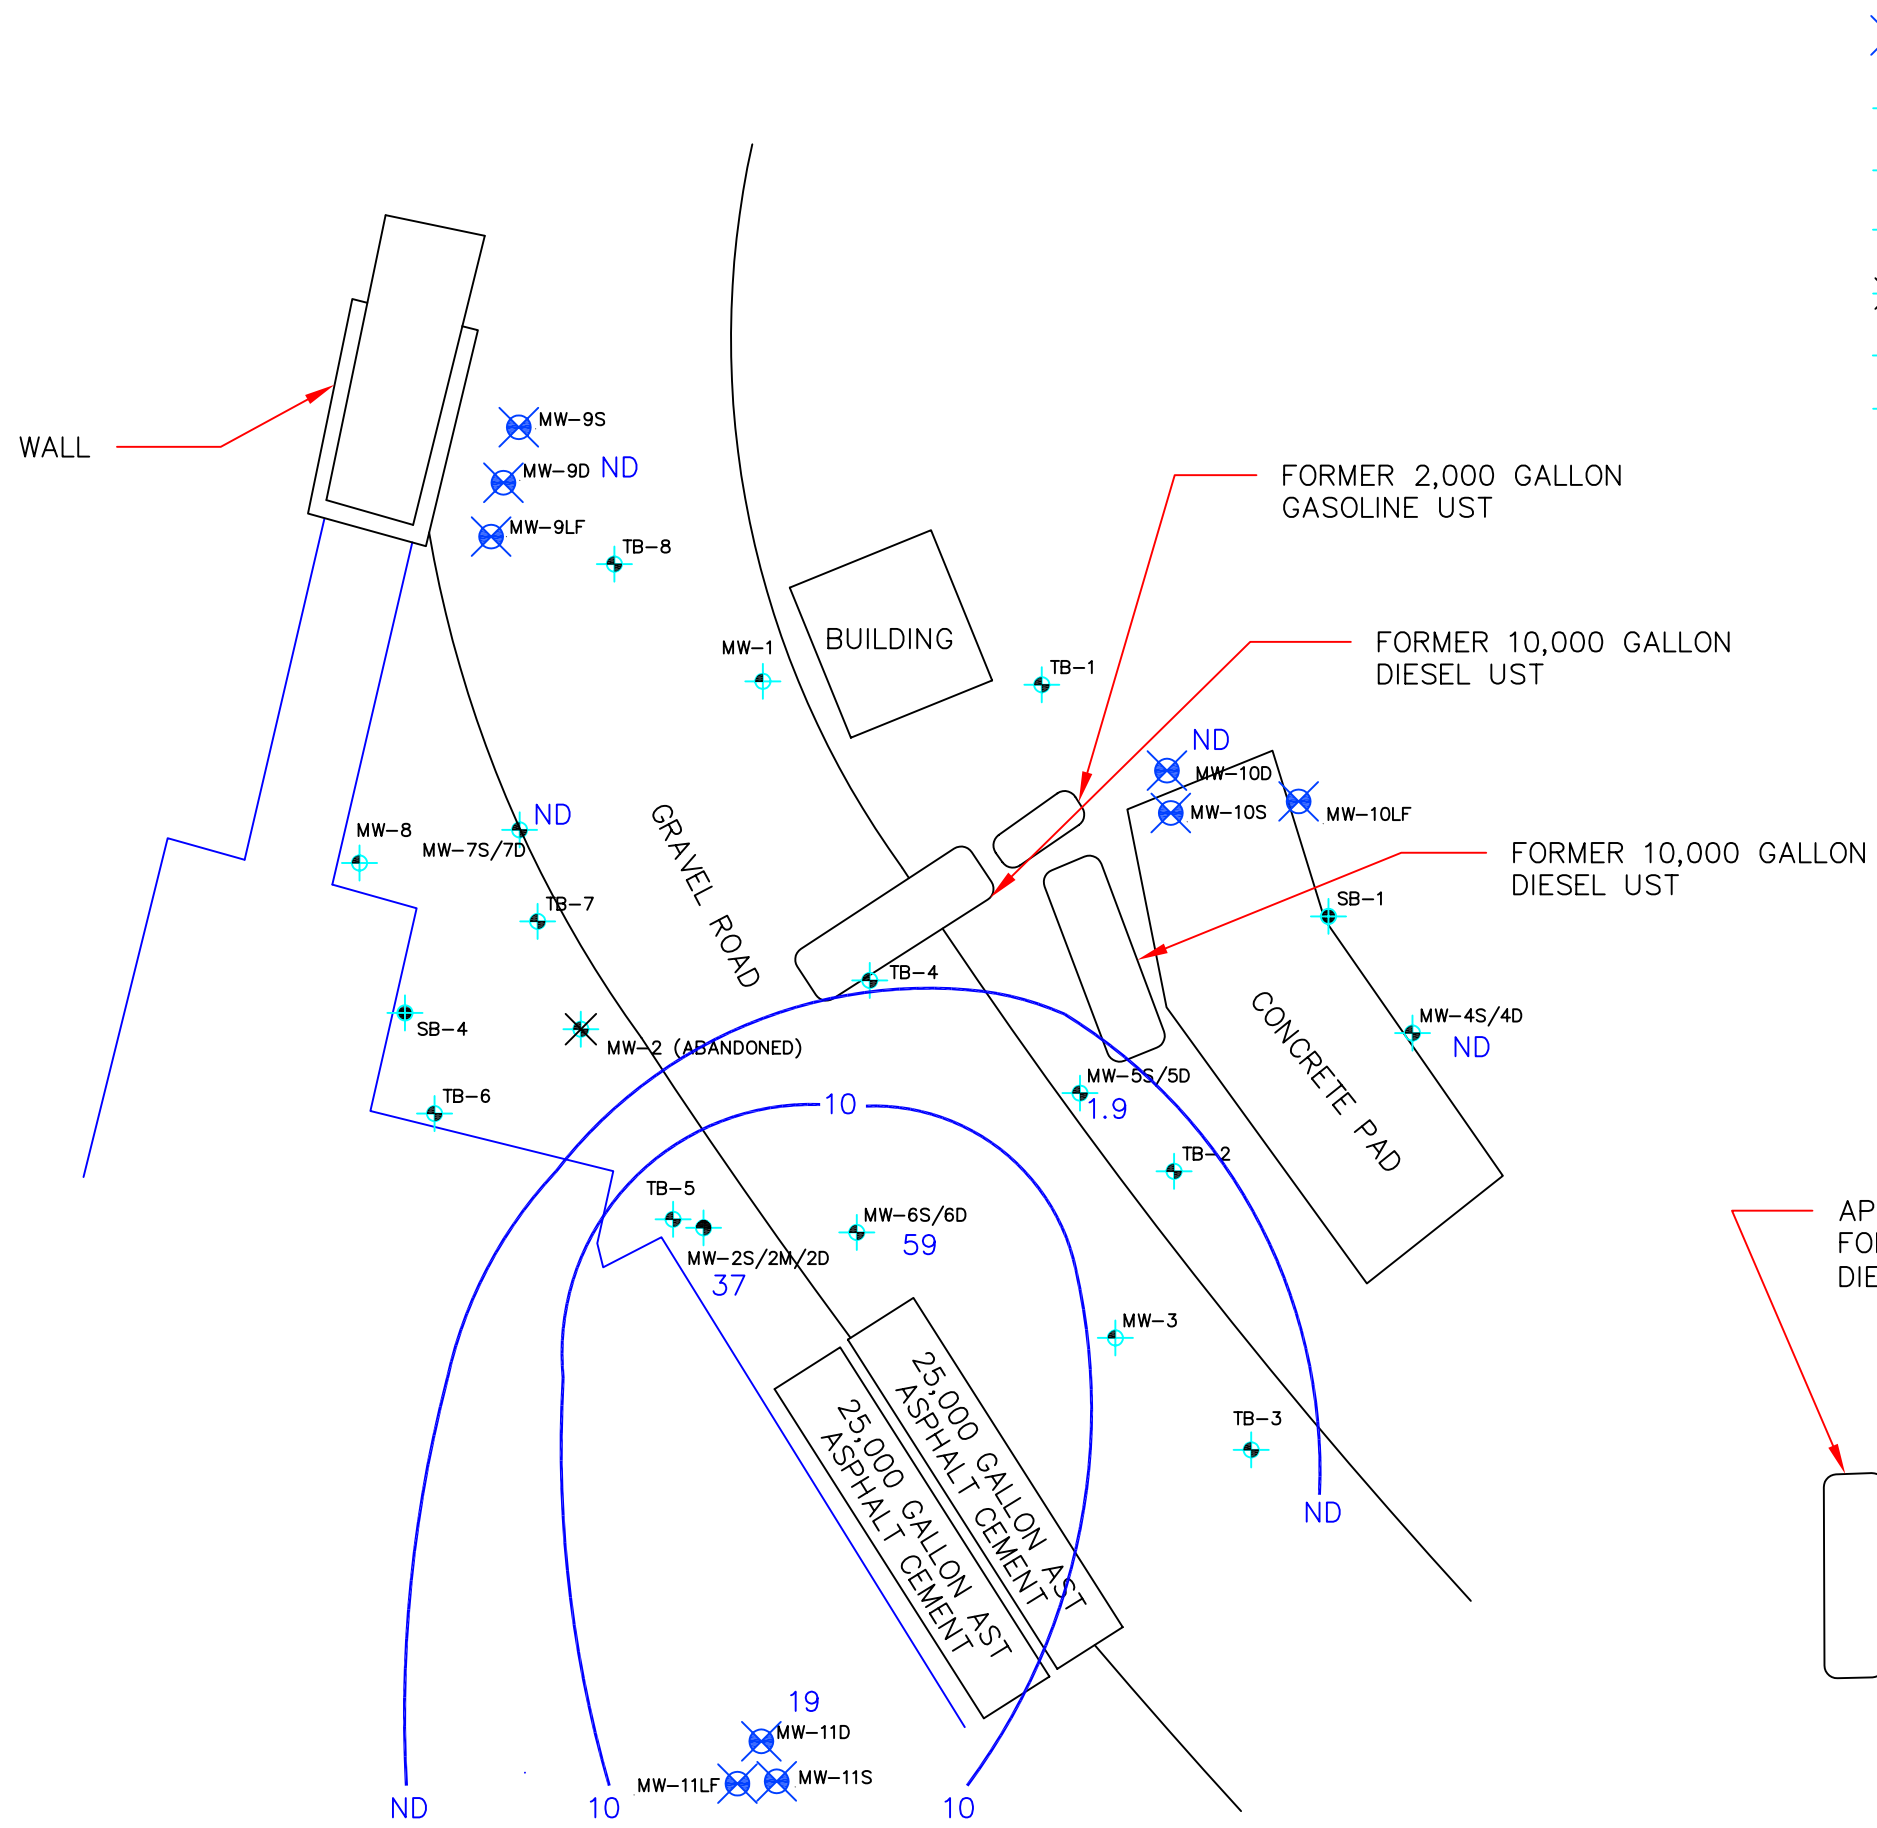 MW-9S
WALL
MW-9D
ND
FORMER 2,000 GALLON
GASOLINE UST
MW-9LF
TB-8
BUILDING
FORMER 10,000 GALLON
DIESEL UST
MW-1
TB-1
ND
MW-10D
MW-10S
MW-10LF
ND
MW-8
MW-7S/7D
GRAVEL ROAD
FORMER 10,000 GALLON
DIESEL UST
TB-7
SB-1
TB-4
SB-4
MW-2 (ABANDONED)
CONCRETE PAD
MW-4S/4D
ND
MW-5S/5D
1.9
TB-6
10
TB-2
TB-5
MW-6S/6D
59
MW-2S/2M/2D
37
AP
FO
DIE
MW-3
25,000 GALLON AST
ASPHALT CEMENT
25,000 GALLON AST
ASPHALT CEMENT
TB-3
ND
19
MW-11D
MW-11LF
MW-11S
ND
10
10